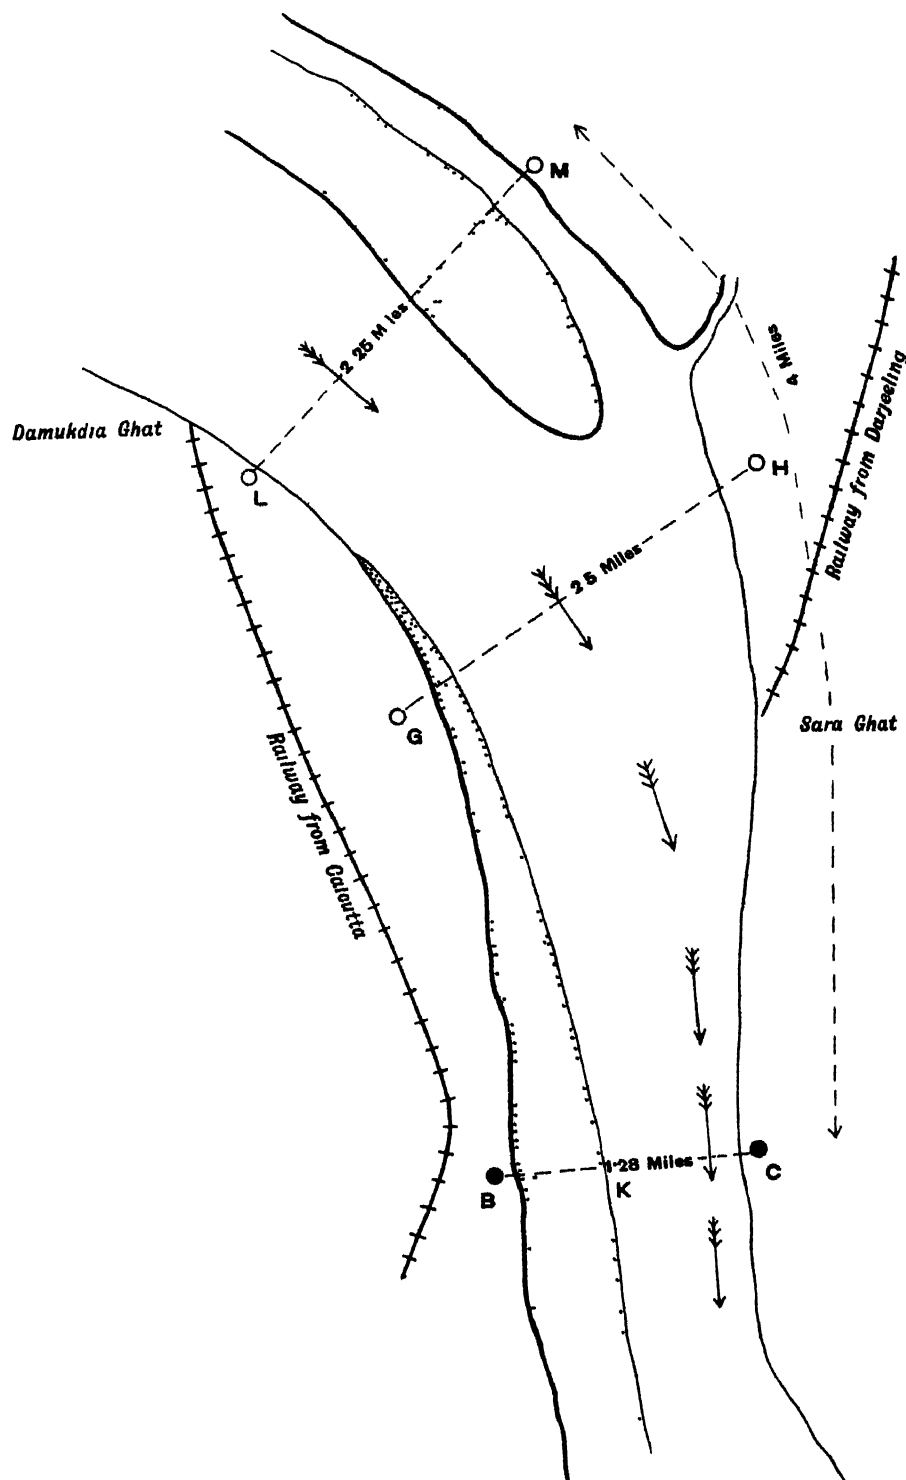 M
4 Miles
2 25 M les
Railway from Darjeeling
Damukdia Ghat
H
L
2 5 Miles
G
Sara Ghat
Railway from Calcutta
1·28 Miles
C
B
K